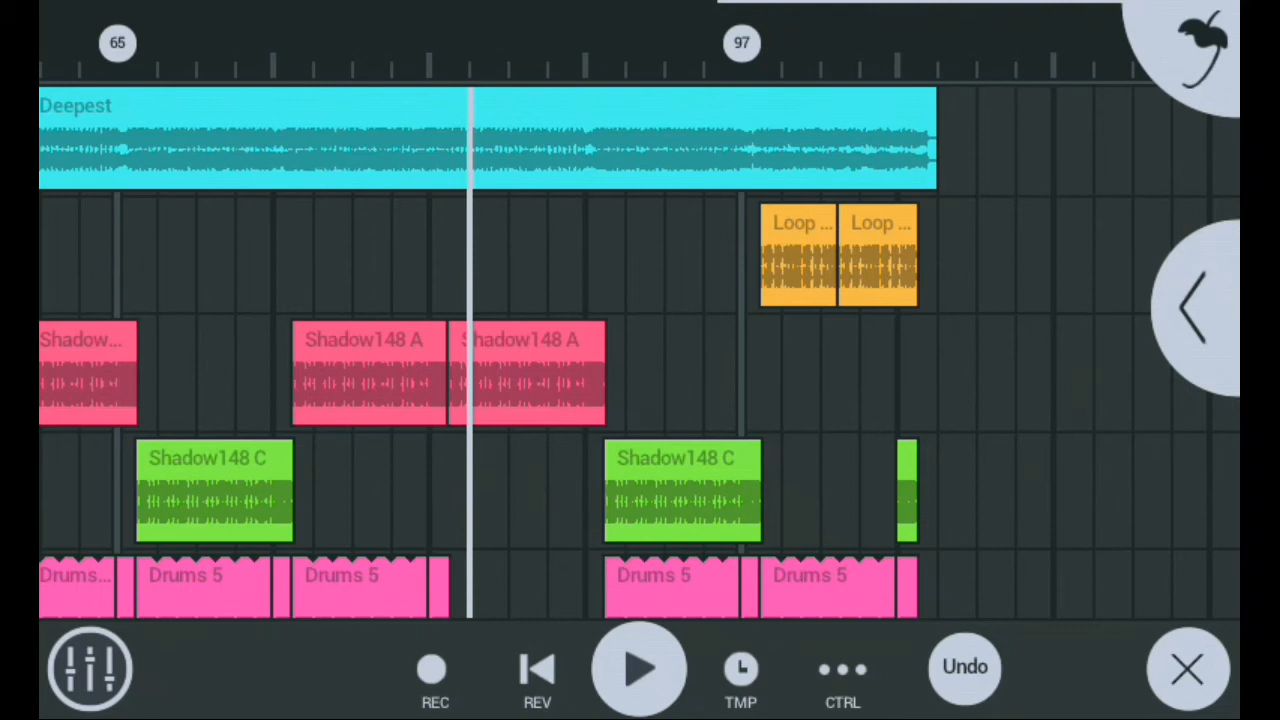 65
97
Deepest
Loop ...
Loop ...
Shadow...
Shadow148 A
Shadow148 A
Shadow148 C
Shadow148 C
Drums...
Drums 5
Drums 5
Drums 5
Drums 5
REC
REV
TMP
CTRL
Undo